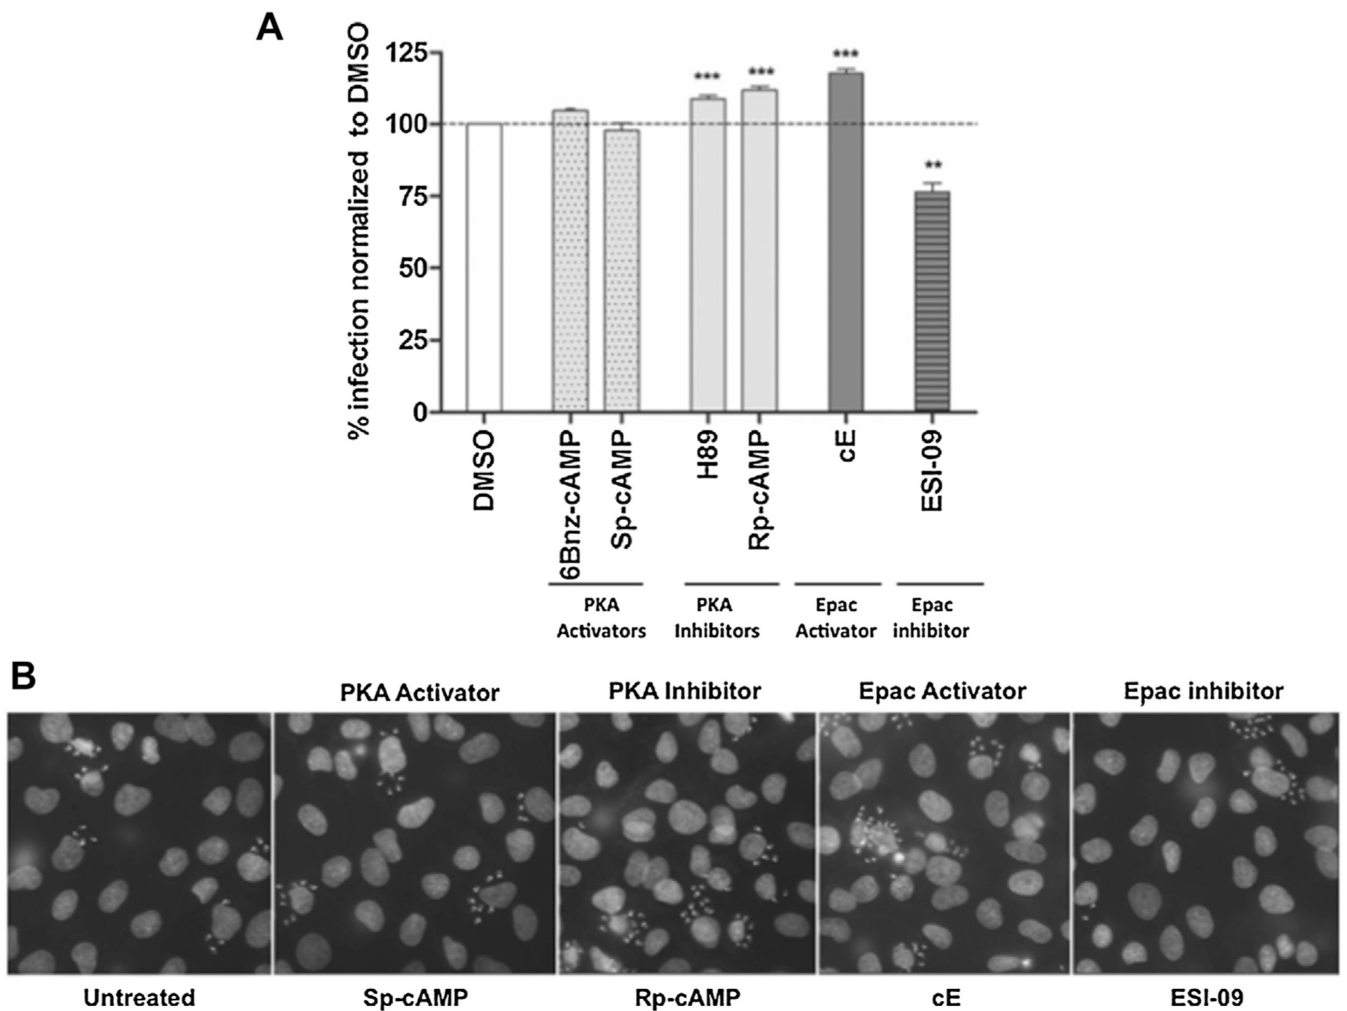 A
% infection normalized to DMSO
125
100
75
50
25
0
***
***
***
**
DMSO
6Bnz-cAMP
Sp-cAMP
H89
Rp-cAMP
cE
ESI-09
PKA
Activators
PKA
Inhibitors
Epac
Activator
Epac
inhibitor
B
PKA Activator
PKA Inhibitor
Epac Activator
Epac inhibitor
Untreated
Sp-cAMP
Rp-cAMP
cE
ESI-09